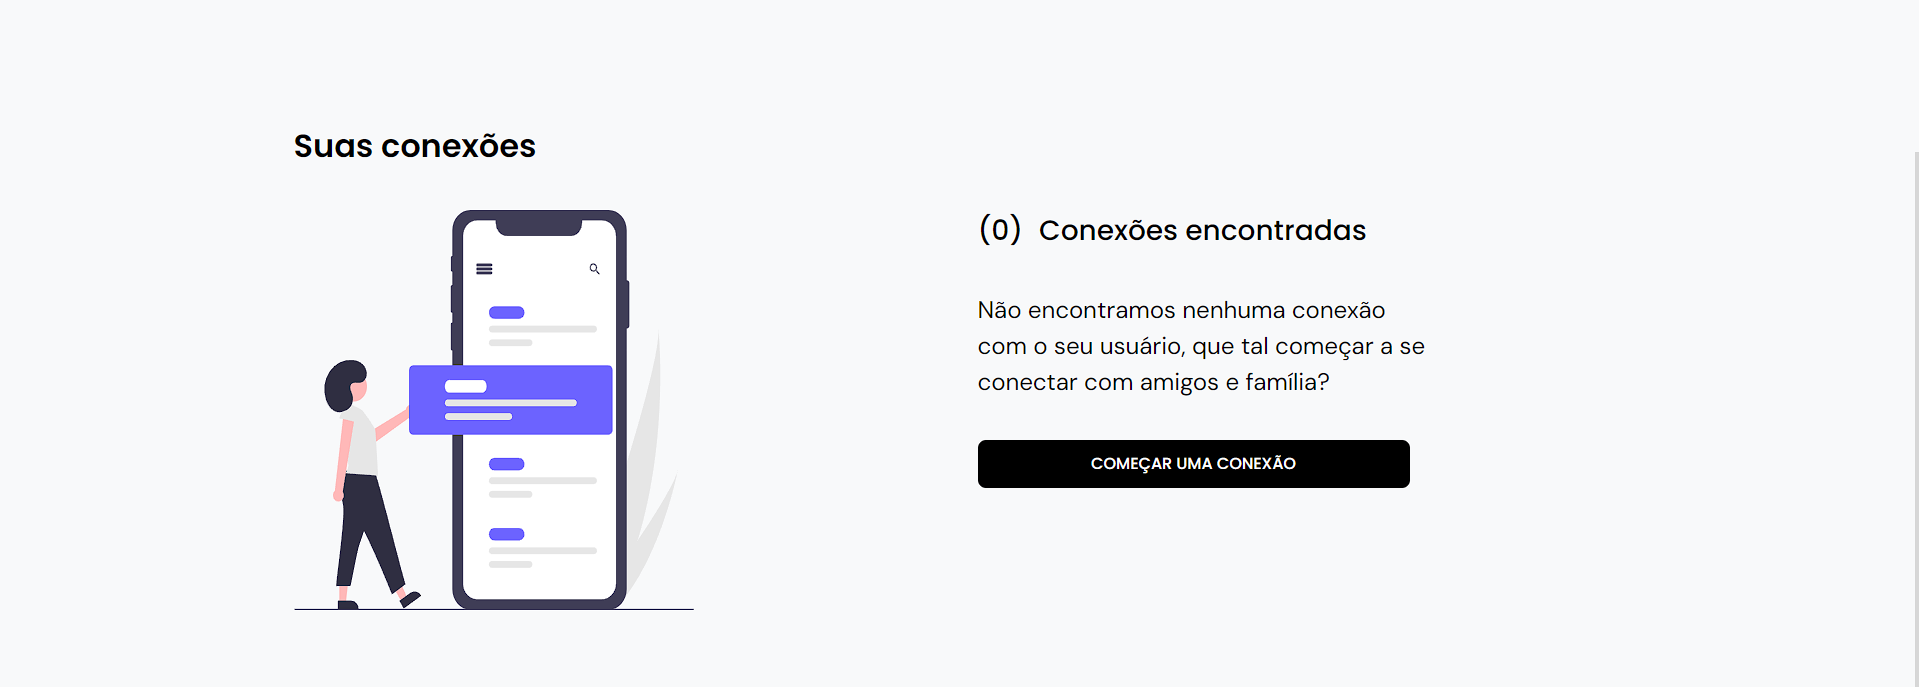 Suas conexões
(0) Conexões encontradas
Não encontramos nenhuma conexão
com o seu usuário, que tal começar a se
conectar com amigos e família?
COMEÇAR UMA CONEXÃO